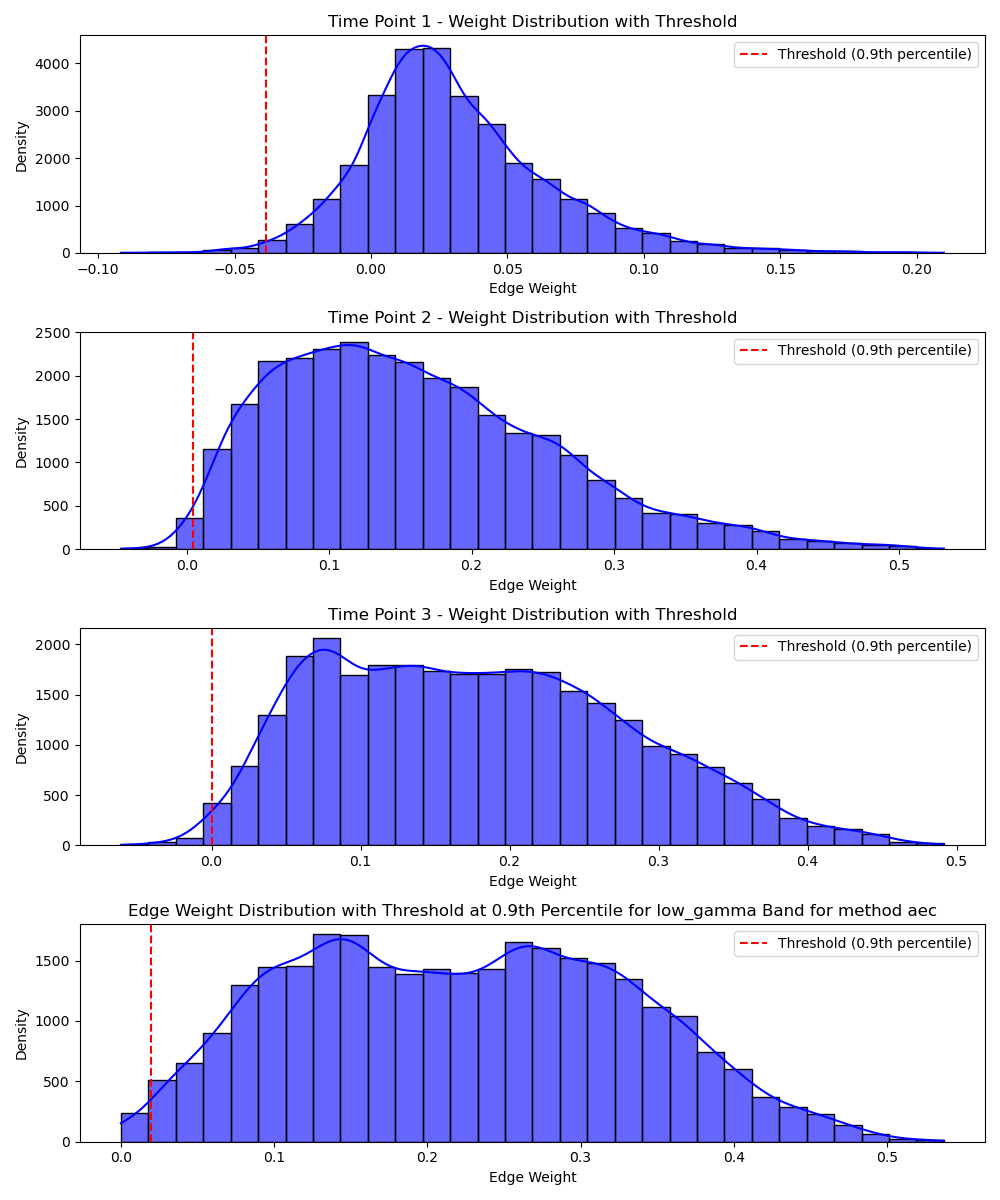 Time Point 1 - Weight Distribution with Threshold
Threshold (0.9th percentile)
Density
4000
3000
2000
1000
0
−0.10 −0.05 0.00 0.05 0.10 0.15 0.20
Edge Weight
Time Point 2 - Weight Distribution with Threshold
Threshold (0.9th percentile)
Density
2500
2000
1500
1000
500
0
0.0 0.1 0.2 0.3 0.4 0.5
Edge Weight
Time Point 3 - Weight Distribution with Threshold
Threshold (0.9th percentile)
Density
2000
1500
1000
500
0
0.0 0.1 0.2 0.3 0.4 0.5
Edge Weight
Edge Weight Distribution with Threshold at 0.9th Percentile for low_gamma Band for method aec
Threshold (0.9th percentile)
Density
1500
1000
500
0
0.0 0.1 0.2 0.3 0.4 0.5
Edge Weight